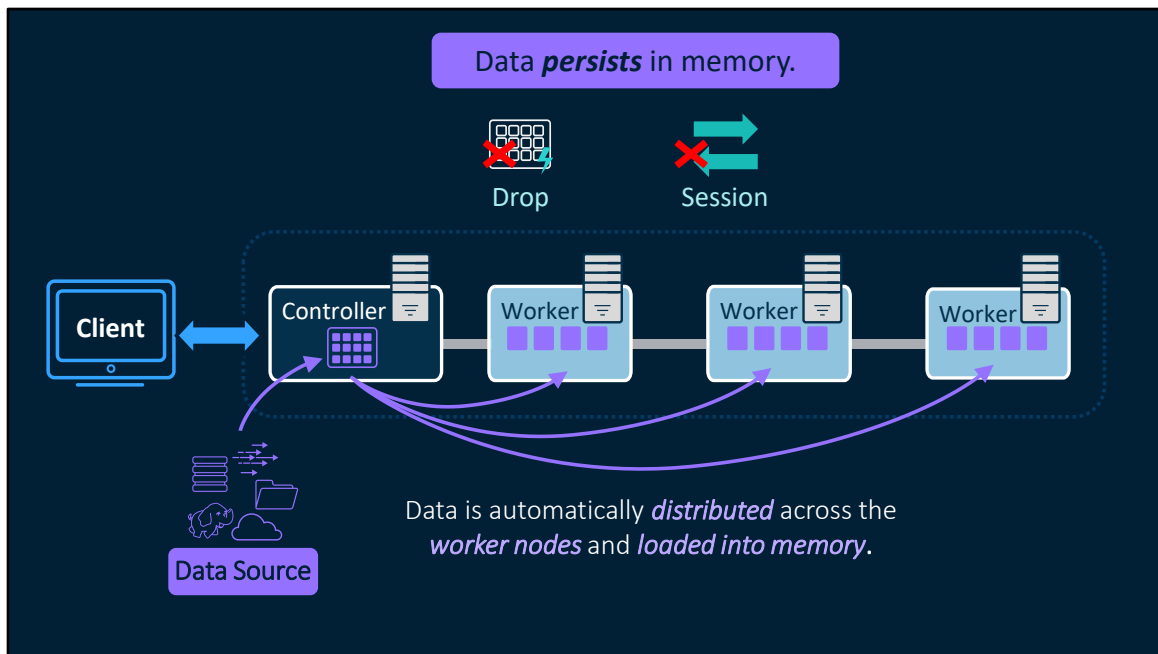 Data persists in memory.
Drop
Session
Client
Controller
Worker
Worker
Worker
Data is automatically distributed across the
worker nodes and loaded into memory.
Data Source